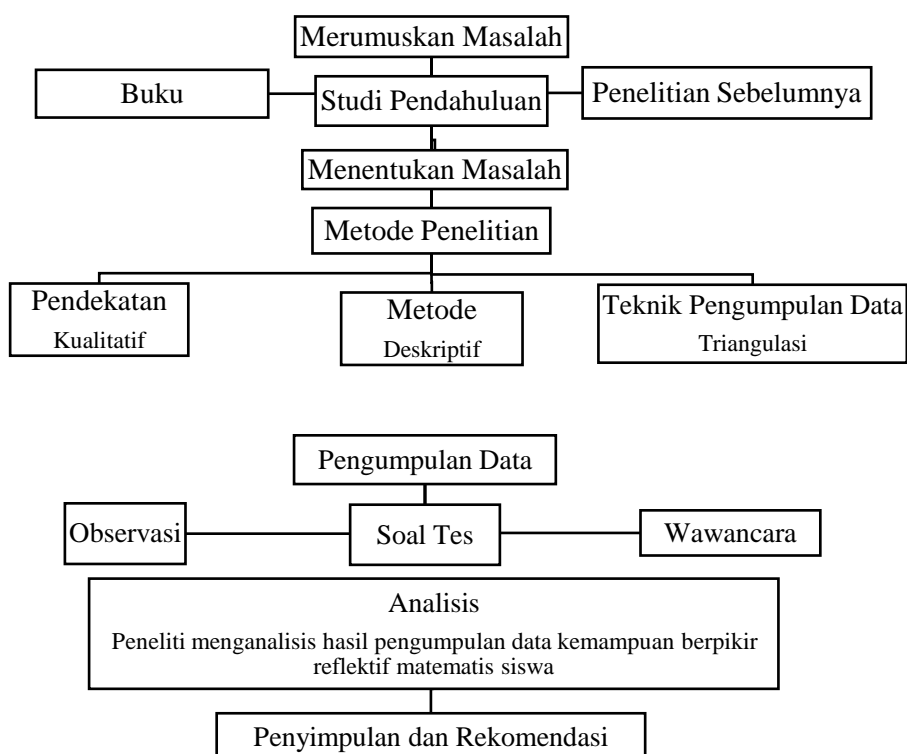 Merumuskan Masalah
Buku
Studi Pendahuluan
Penelitian Sebelumnya
Menentukan Masalah
Metode Penelitian
Pendekatan
Kualitatif
Metode
Deskriptif
Teknik Pengumpulan Data
Triangulasi
Pengumpulan Data
Observasi
Soal Tes
Wawancara
Analisis
Peneliti menganalisis hasil pengumpulan data kemampuan berpikir
reflektif matematis siswa
Penyimpulan dan Rekomendasi